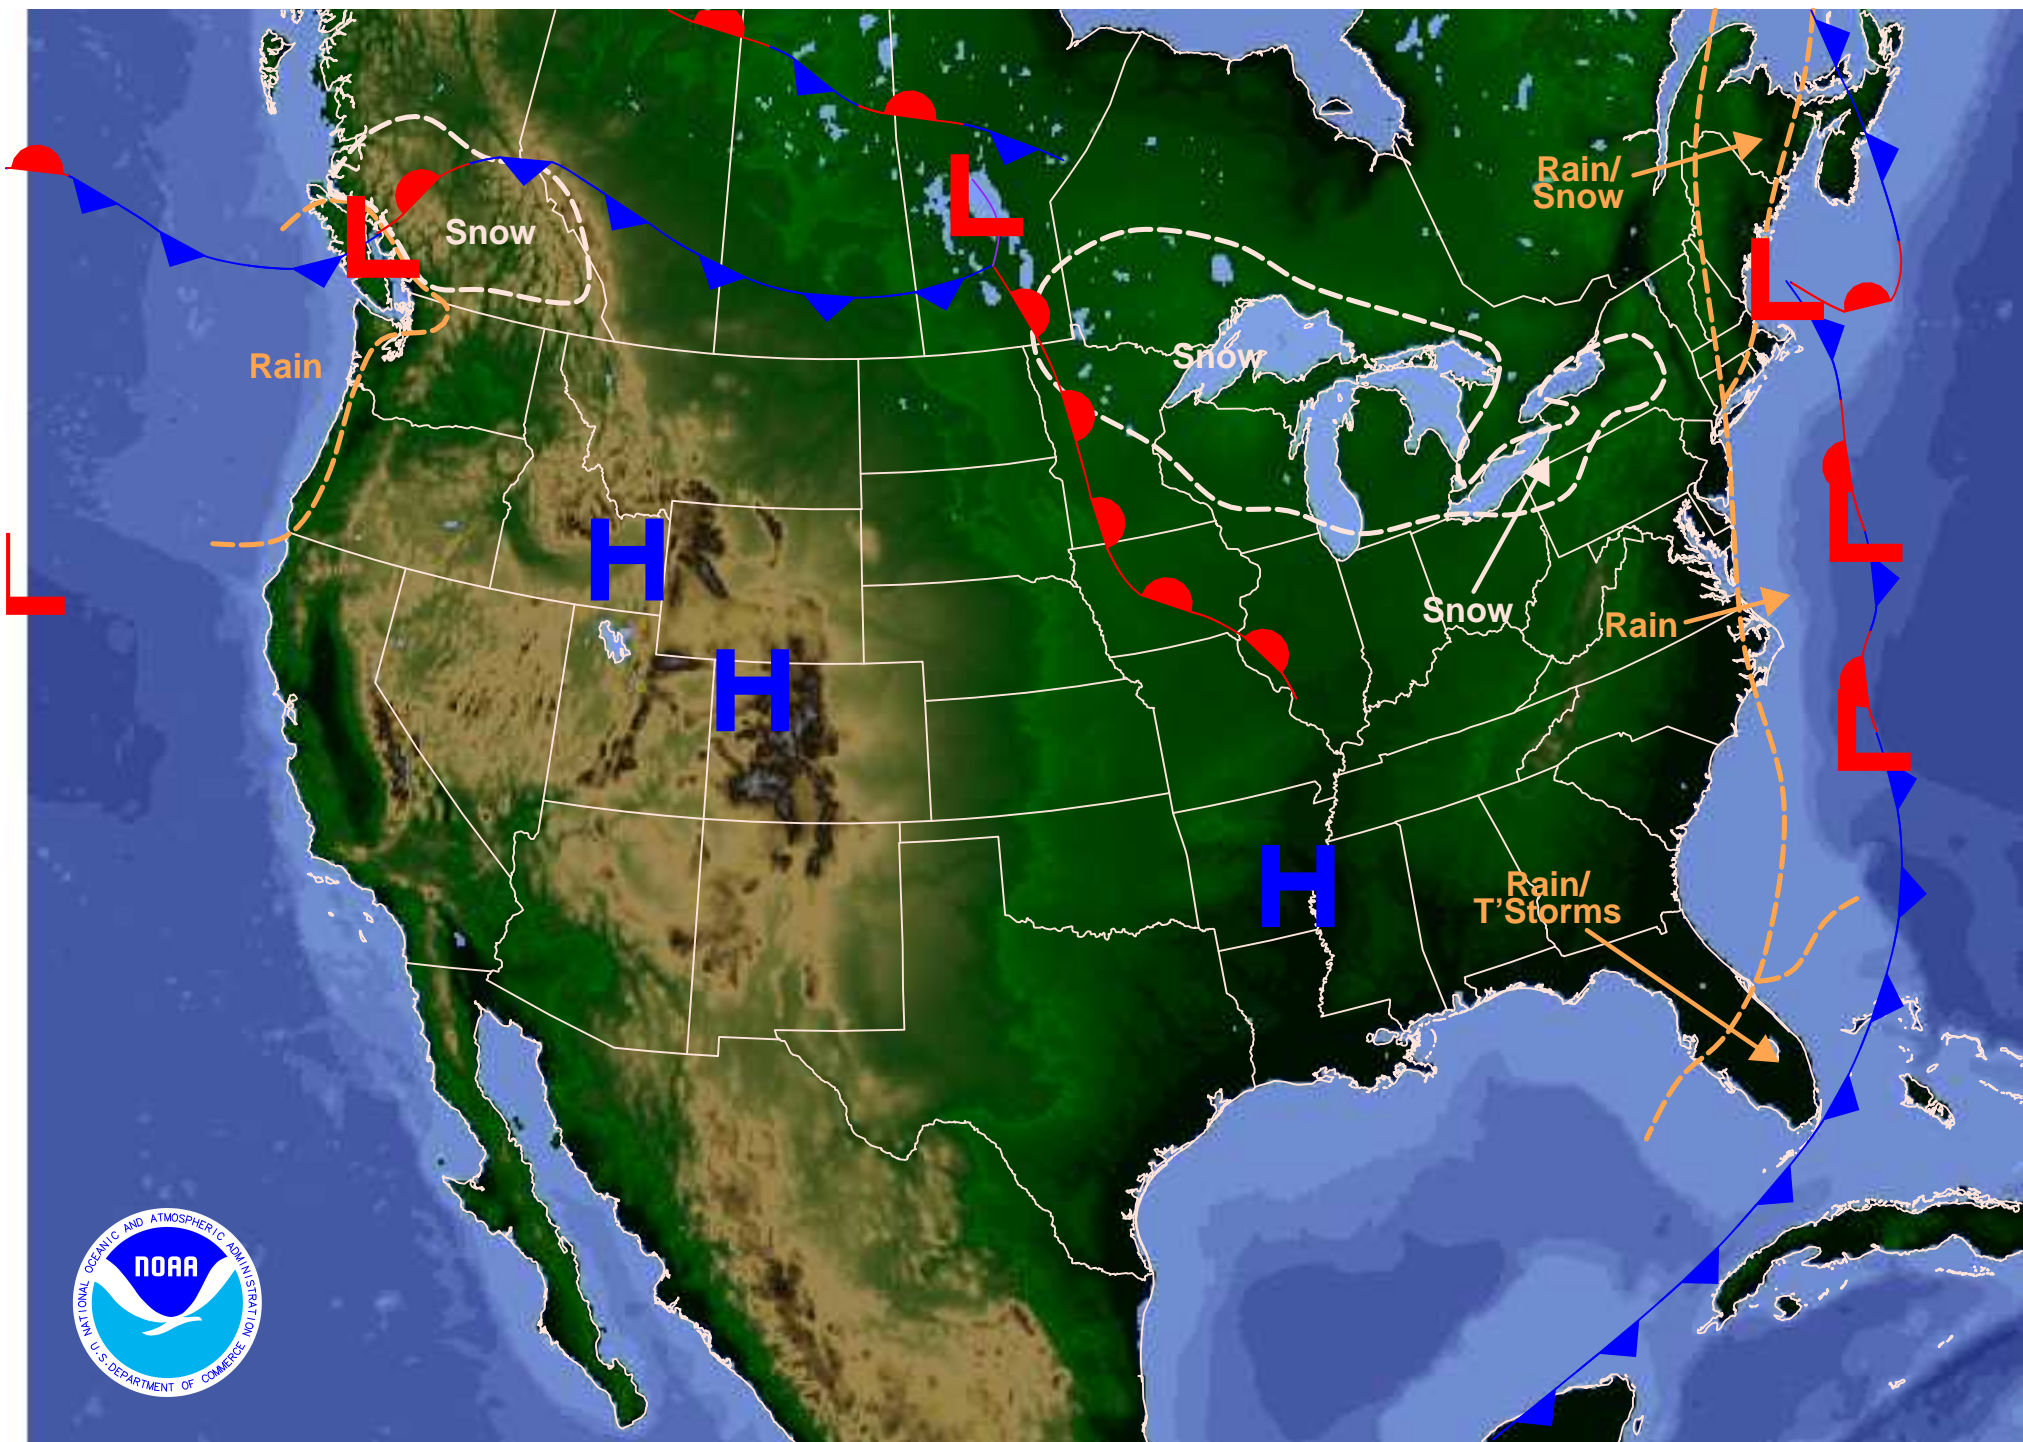 Rain/
Snow
Snow
L
L
L
Rain
Snow
L
L
H
Snow
Rain
H
L
H
Rain/
T'Storms
NOAA
NATIONAL OCEANIC AND ATMOSPHERIC ADMINISTRATION
U.S. DEPARTMENT OF COMMERCE